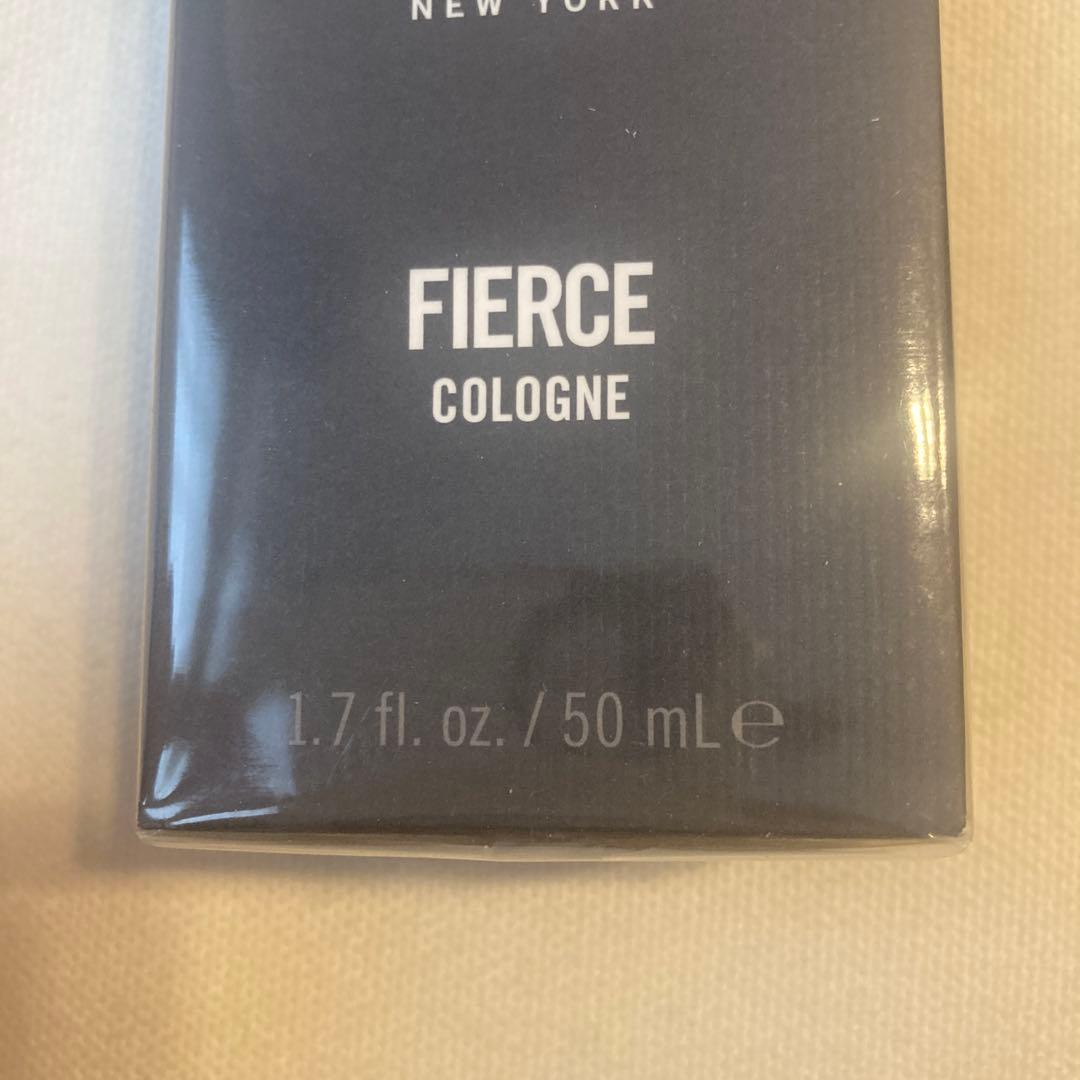 NEW YORK
FIERCE
COLOGNE
1.7 fl. oz. / 50 mL ℮